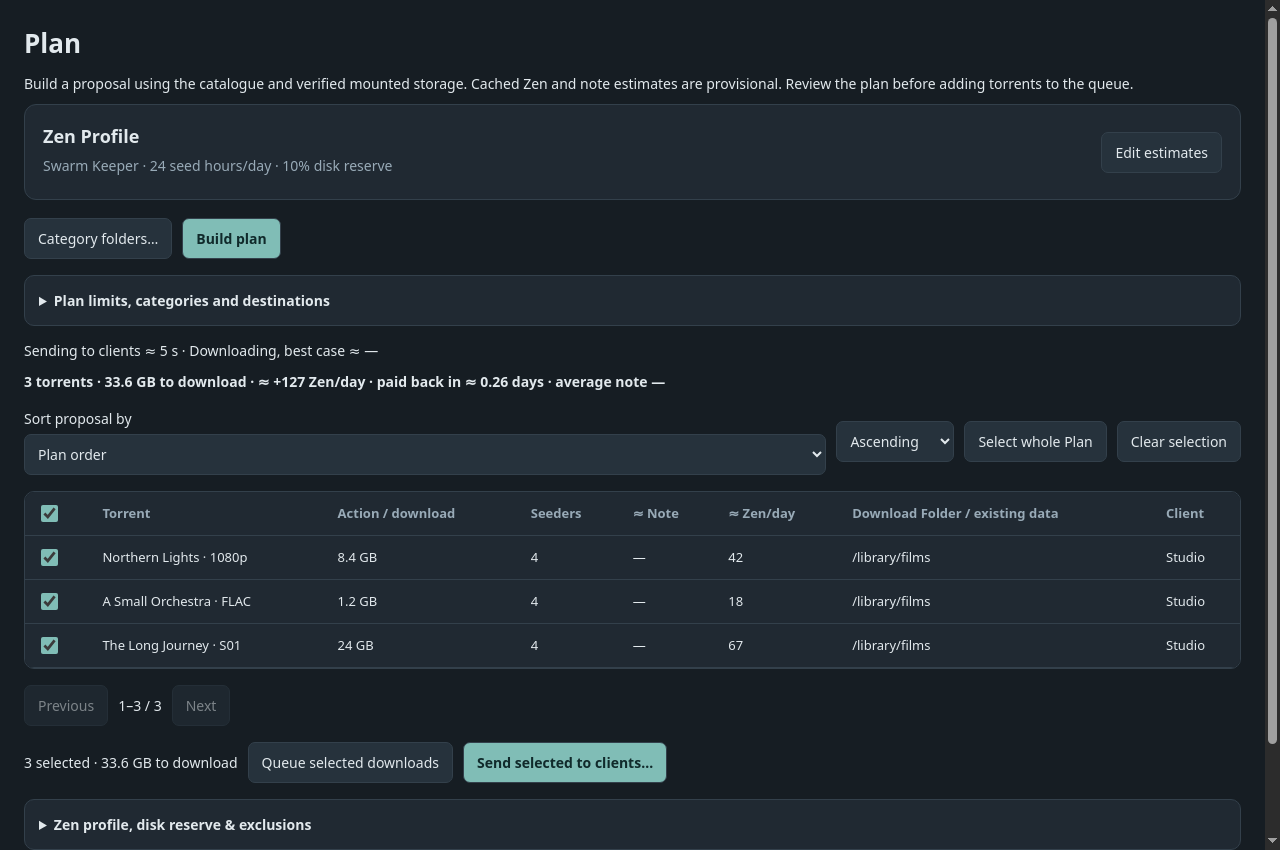 Plan
Build a proposal using the catalogue and verified mounted storage. Cached Zen and note estimates are provisional. Review the plan before adding torrents to the queue.
Zen Profile
Swarm Keeper · 24 seed hours/day · 10% disk reserve
Edit estimates
Category folders…
Build plan
Plan limits, categories and destinations
Sending to clients ≈ 5 s · Downloading, best case ≈ —
3 torrents · 33.6 GB to download · ≈ +127 Zen/day · paid back in ≈ 0.26 days · average note —
Sort proposal by
Plan order
Ascending
Select whole Plan
Clear selection
Torrent Action / download Seeders ≈ Note ≈ Zen/day Download Folder / existing data Client
Northern Lights · 1080p 8.4 GB 4 — 42 /library/films Studio
A Small Orchestra · FLAC 1.2 GB 4 — 18 /library/films Studio
The Long Journey · S01 24 GB 4 — 67 /library/films Studio
Previous 1–3 / 3 Next
3 selected · 33.6 GB to download
Queue selected downloads
Send selected to clients…
Zen profile, disk reserve & exclusions